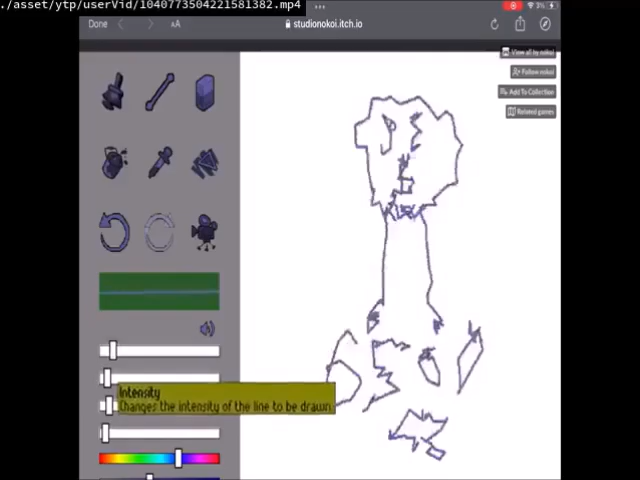 ./asset/ytp/userVid/1040773504221581382.mp4
3%
Done
AA
studionokoi.itch.io
View all by nokoi
Follow nokoi
Add To Collection
Related games
Intensity
Changes the intensity of the line to be drawn